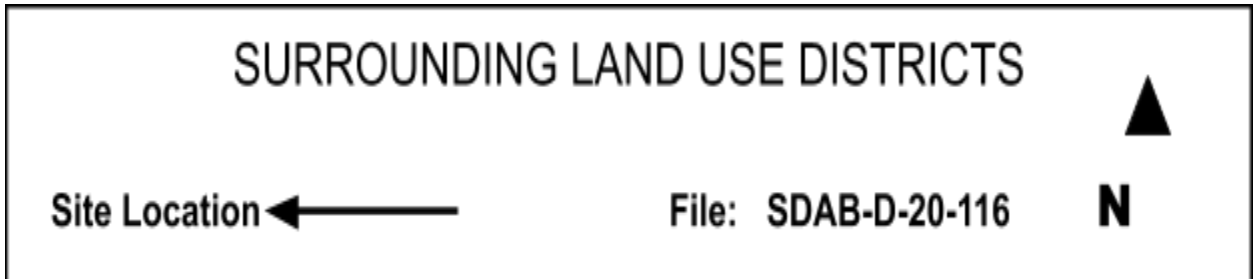 SURROUNDING LAND USE DISTRICTS
Site Location File: SDAB-D-20-116 N